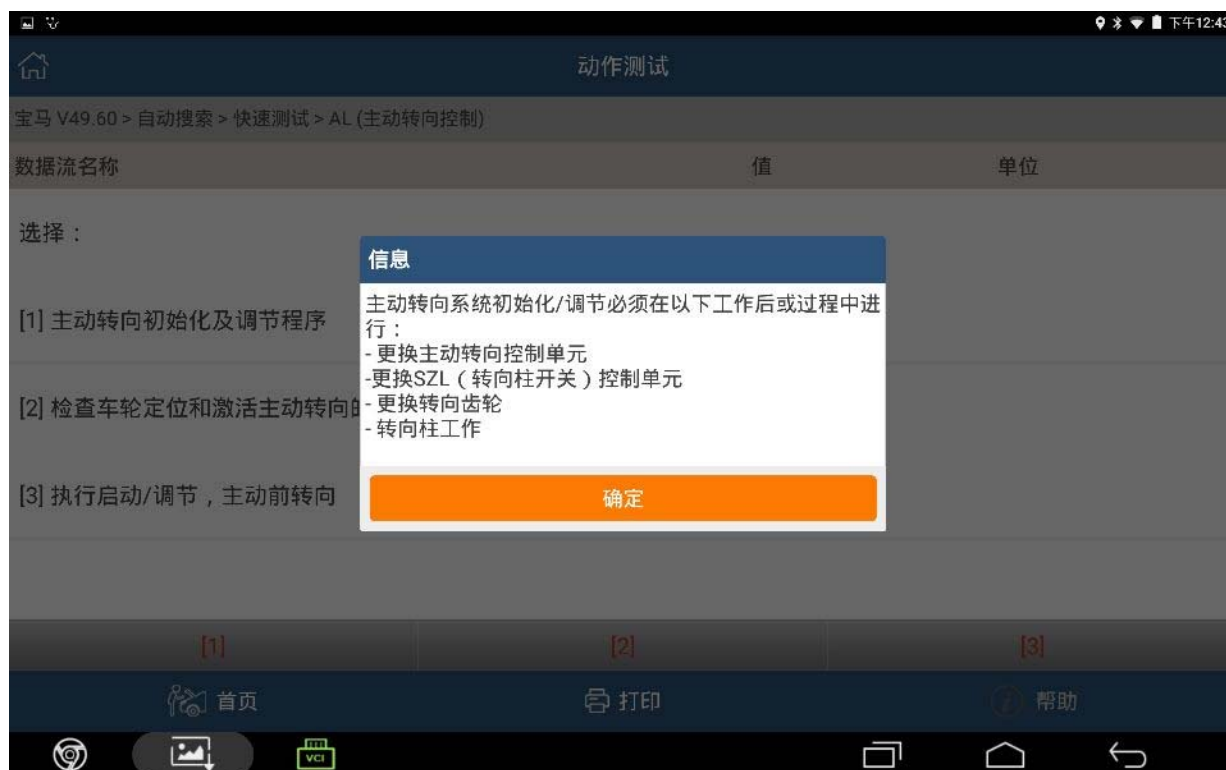 下午12:43
动作测试
宝马 V49.60 > 自动搜索 > 快速测试 > AL (主动转向控制)
数据流名称 值 单位
选择：
[1] 主动转向初始化及调节程序
[2] 检查车轮定位和激活主动转向的
[3] 执行启动/调节，主动前转向
信息
主动转向系统初始化/调节必须在以下工作后或过程中进
行：
- 更换主动转向控制单元
-更换SZL（转向柱开关）控制单元
- 更换转向齿轮
- 转向柱工作
确定
[1] [2] [3]
首页 打印 帮助
VCI